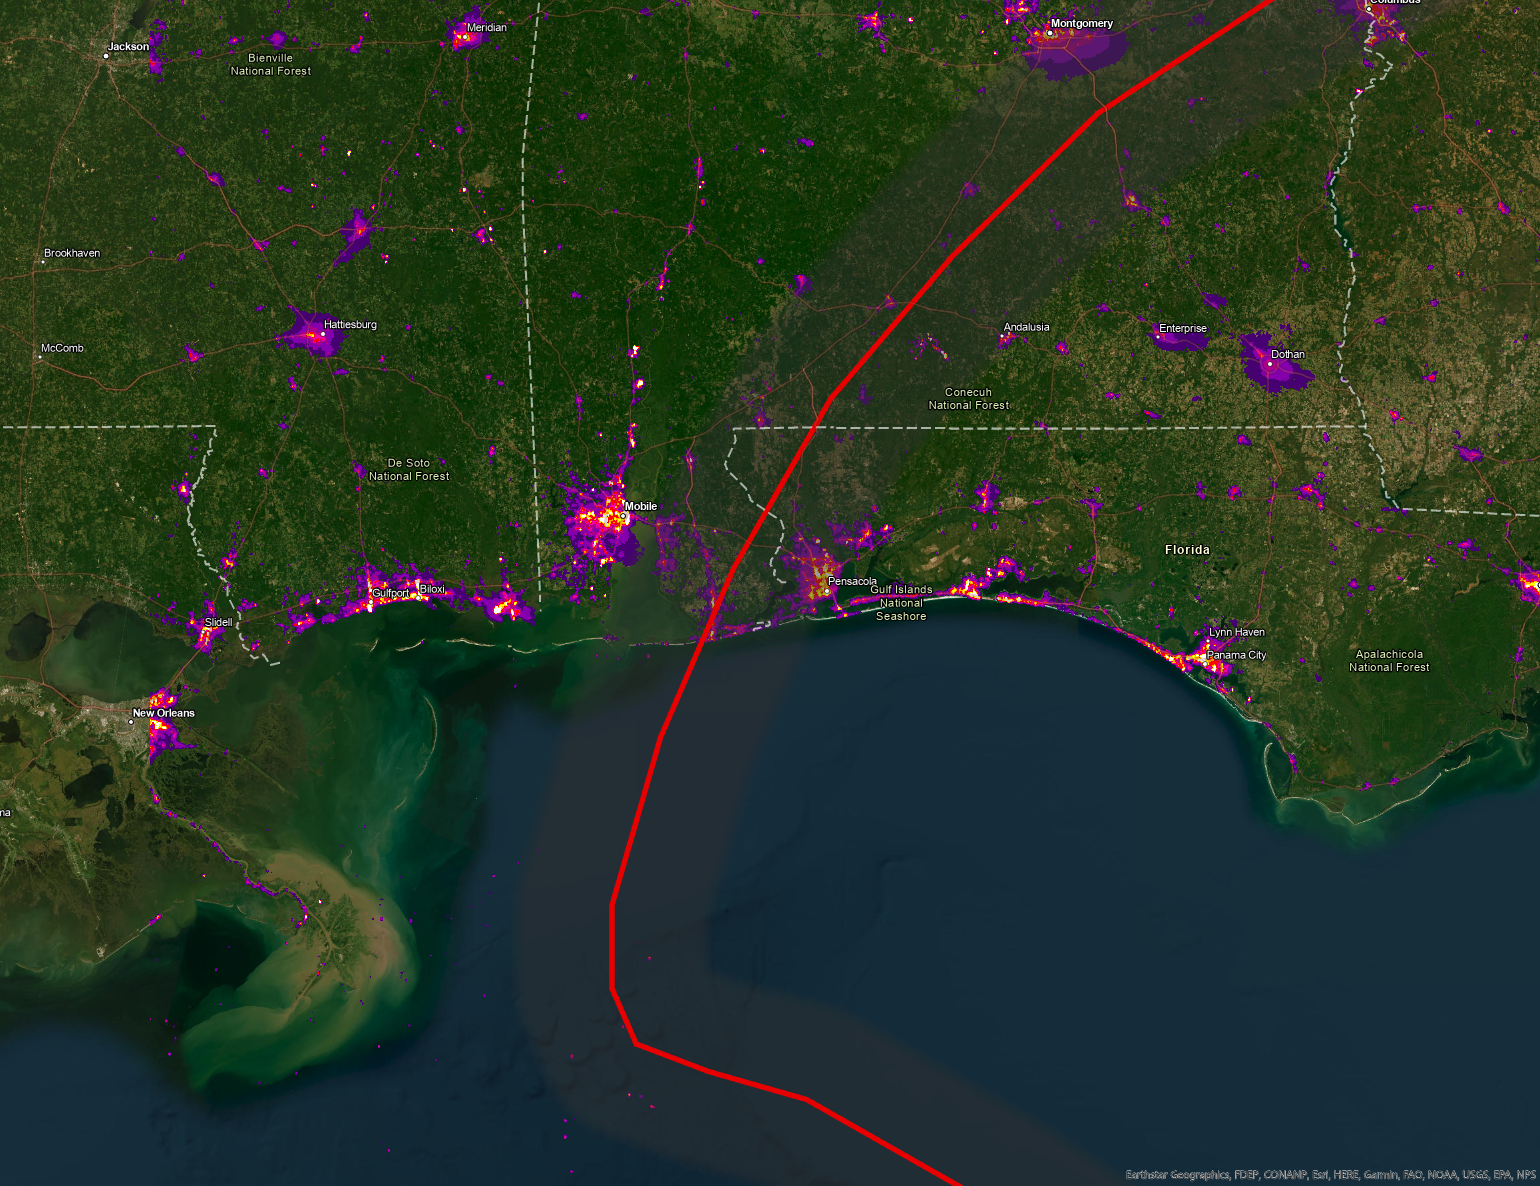 Columbus
Montgomery
Meridian
Jackson
Bienville
National Forest
Brookhaven
Hattiesburg
McComb
Andalusia
Enterprise
Dothan
Conecuh
National Forest
De Soto
National Forest
Mobile
Florida
Pensacola
Gulf Islands
National
Seashore
Gulfport
Biloxi
Slidell
Lynn Haven
Panama City
Apalachicola
National Forest
New Orleans
na
Earthstar Geographics, FDEP, CONANP, Esri, HERE, Garmin, FAO, NOAA, USGS, EPA, NPS